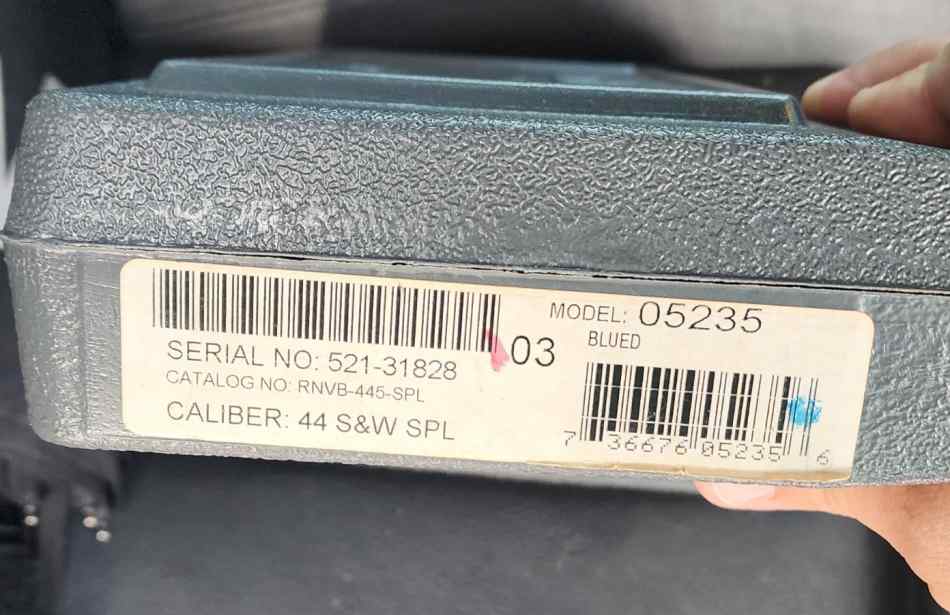 MODEL: 05235
BLUED
03
SERIAL NO: 521-31828
CATALOG NO: RNVB-445-SPL
CALIBER: 44 S&W SPL
7 36676 05235 6